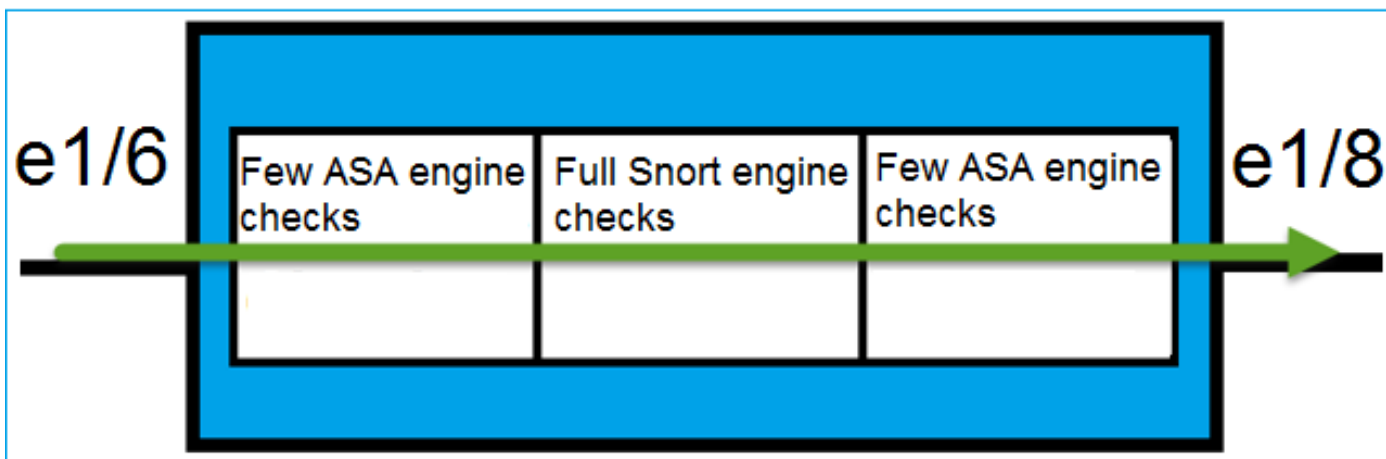 e1/6
Few ASA engine
checks
Full Snort engine
checks
Few ASA engine
checks
e1/8